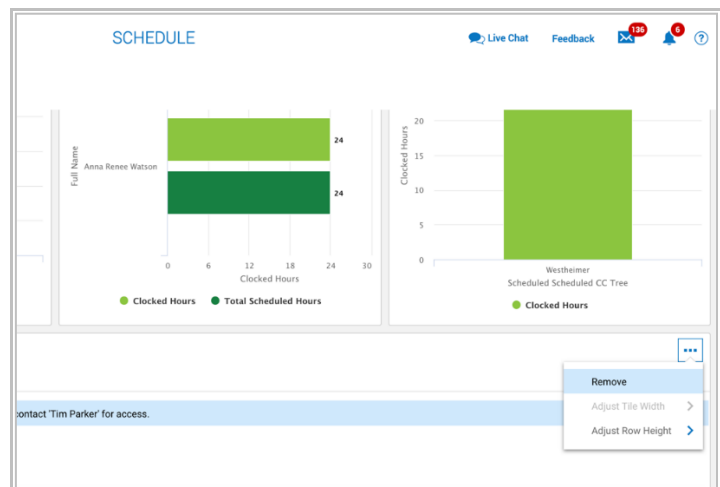 SCHEDULE
Live Chat
Feedback
136
6
?
Full Name
Anna Renee Watson
24
24
0 6 12 18 24 30
Clocked Hours
Clocked Hours
Total Scheduled Hours
Clocked Hours
20
15
10
5
0
Westheimer
Scheduled Scheduled CC Tree
Clocked Hours
Remove
contact 'Tim Parker' for access.
Adjust Tile Width
Adjust Row Height